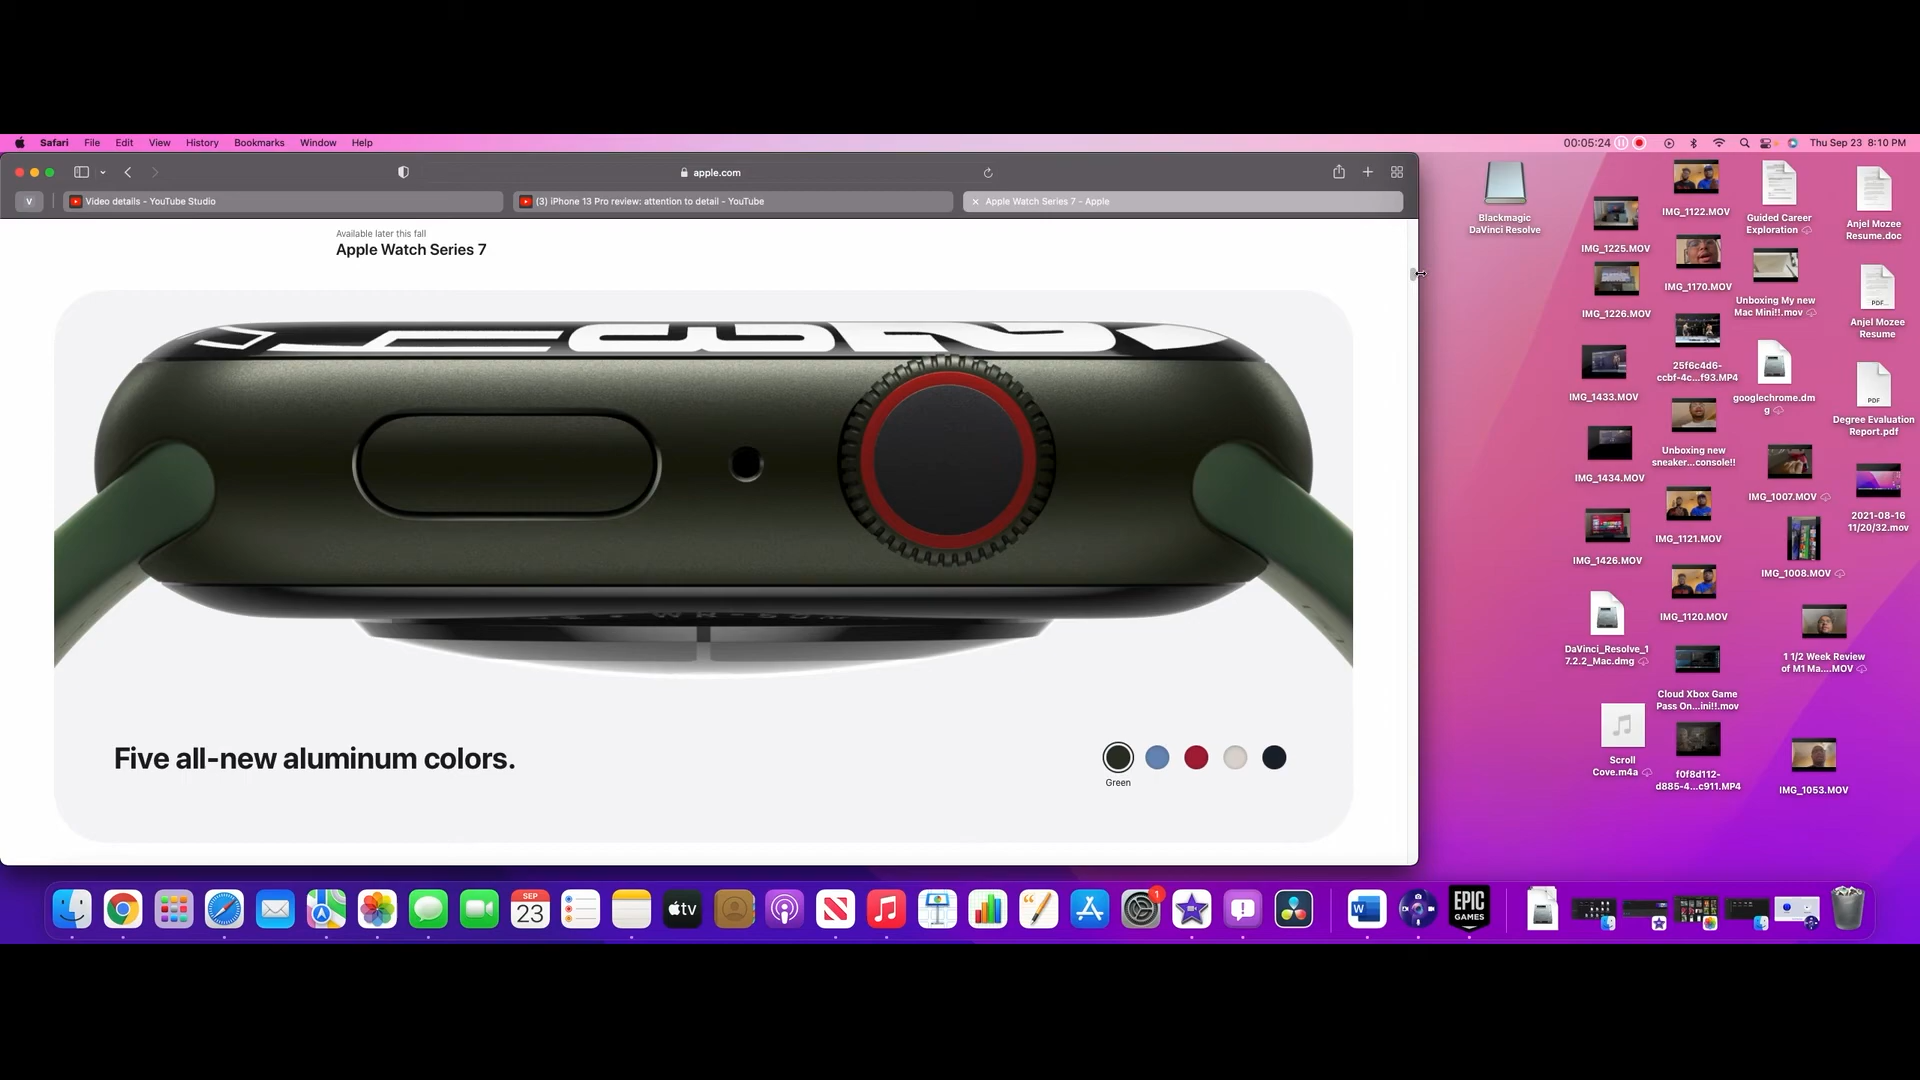 Safari File Edit View History Bookmarks Window Help
00:05:24 Thu Sep 23 8:10 PM
apple.com
V
Video details - YouTube Studio
(3) iPhone 13 Pro review: attention to detail - YouTube
Apple Watch Series 7 - Apple
Available later this fall
Apple Watch Series 7
Five all-new aluminum colors.
Green
Blackmagic
DaVinci Resolve
IMG_1225.MOV
IMG_1226.MOV
IMG_1433.MOV
IMG_1434.MOV
IMG_1426.MOV
DaVinci_Resolve_1
7.2.2_Mac.dmg
Scroll
Cove.m4a
IMG_1122.MOV
IMG_1170.MOV
25f6c4d6-
ccbf-4c...f93.MP4
Unboxing new
sneaker...console!!
IMG_1121.MOV
IMG_1120.MOV
Cloud Xbox Game
Pass On...ini!!.mov
f0f8d112-
d885-4...c911.MP4
Guided Career
Exploration
Unboxing My new
Mac Mini!!.mov
googlechrome.dm
g
IMG_1007.MOV
IMG_1008.MOV
1 1/2 Week Review
of M1 Ma....MOV
IMG_1053.MOV
Anjel Mozee
Resume.doc
PDF...
Anjel Mozee
Resume
PDF
Degree Evaluation
Report.pdf
2021-08-16
11/20/32.mov
SEP
23
tv
1
W
EPIC
GAMES